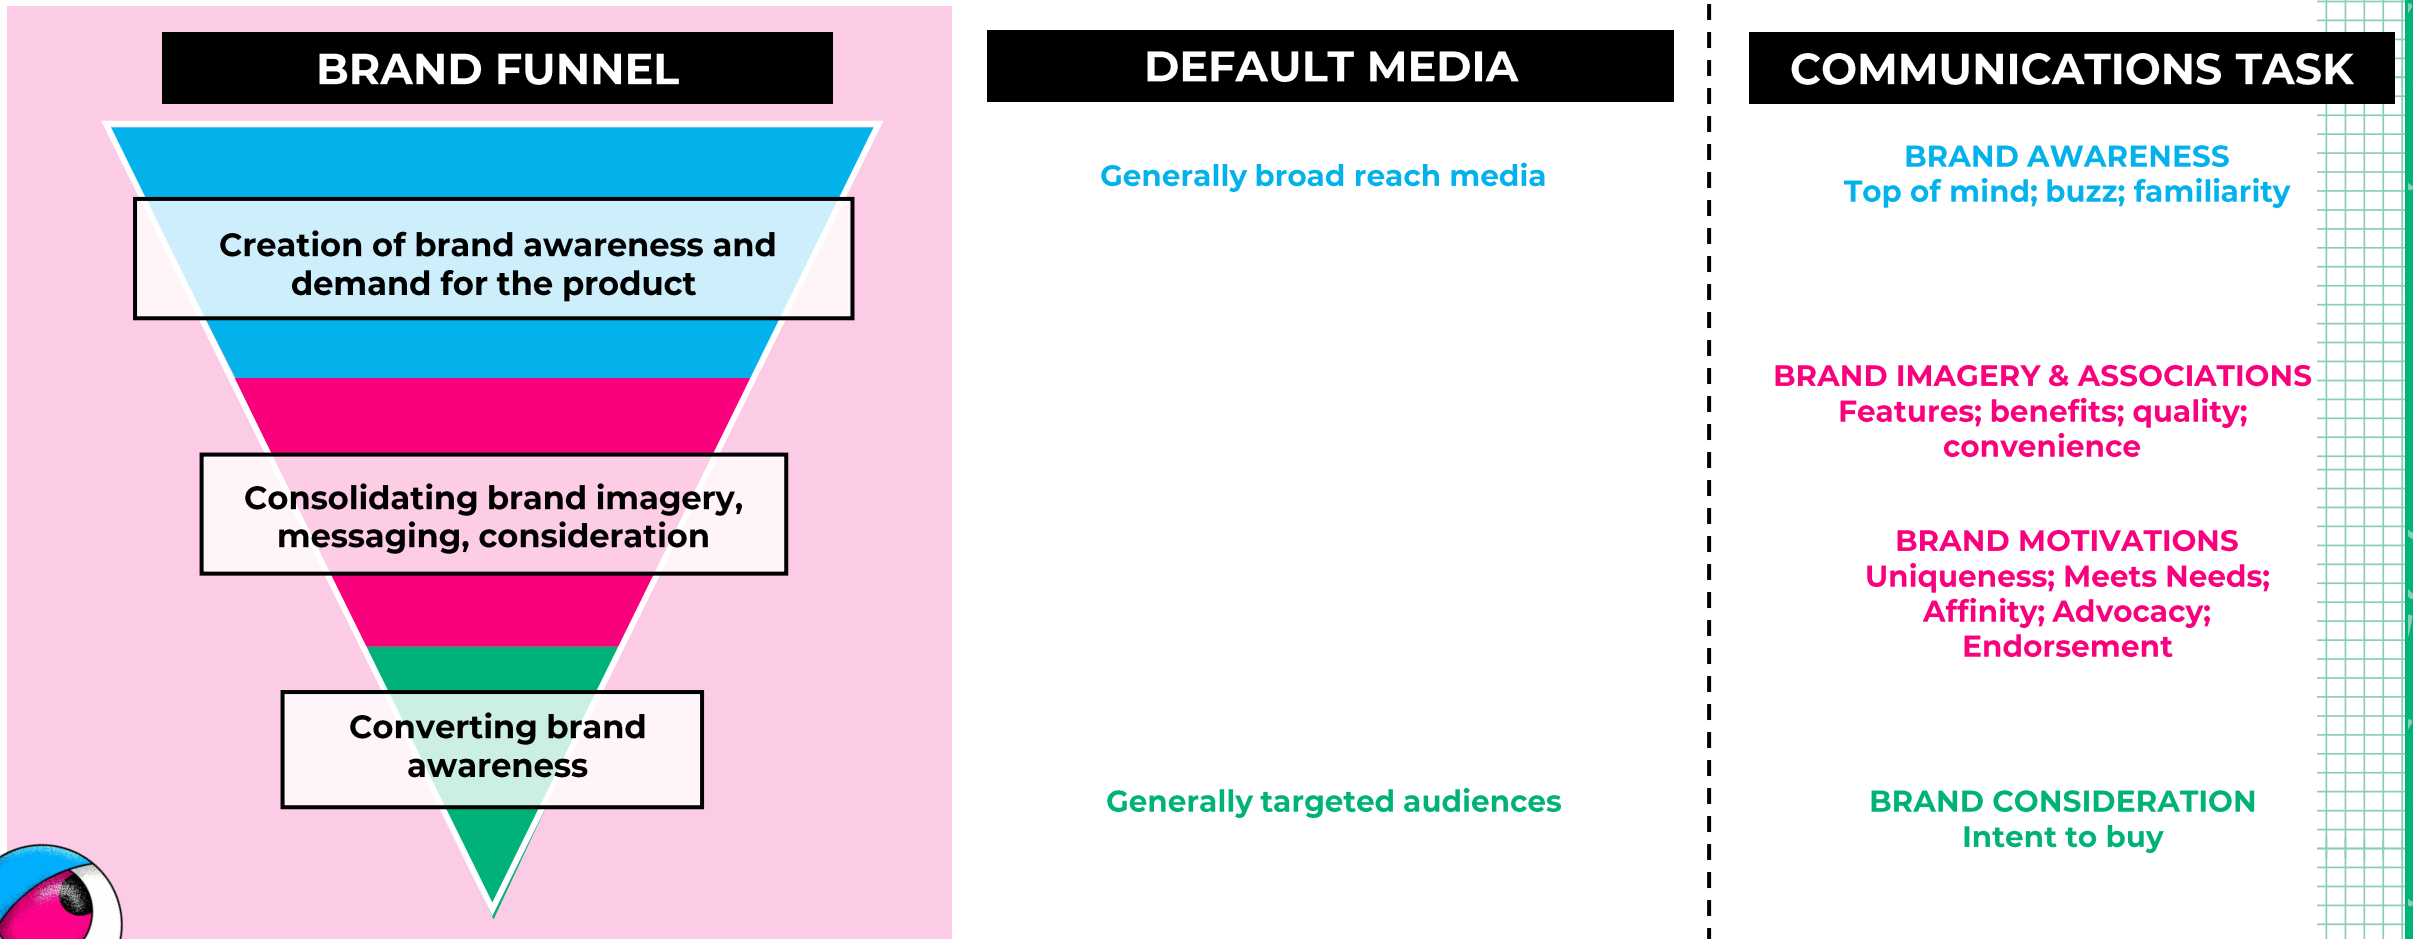 BRAND FUNNEL
Creation of brand awareness and
demand for the product
Consolidating brand imagery,
messaging, consideration
Converting brand
awareness
DEFAULT MEDIA
Generally broad reach media
Generally targeted audiences
COMMUNICATIONS TASK
BRAND AWARENESS
Top of mind; buzz; familiarity
BRAND IMAGERY & ASSOCIATIONS
Features; benefits; quality;
convenience
BRAND MOTIVATIONS
Uniqueness; Meets Needs;
Affinity; Advocacy;
Endorsement
BRAND CONSIDERATION
Intent to buy